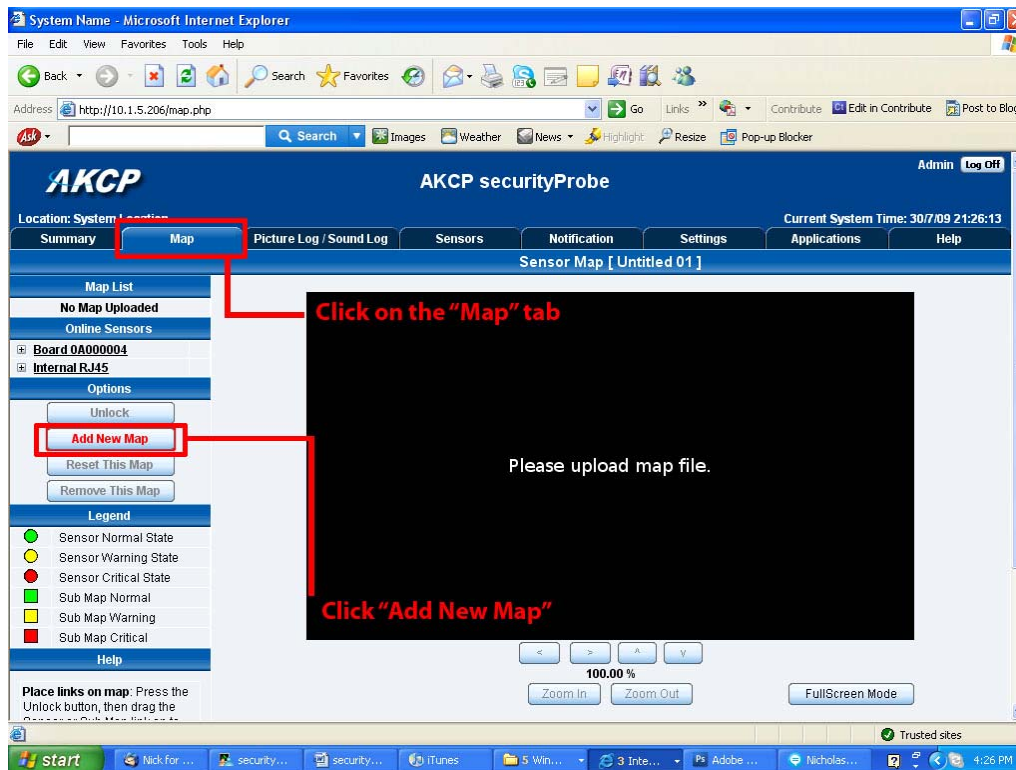 System Name - Microsoft Internet Explorer
File Edit View Favorites Tools Help
Back Search Favorites
Address http://10.1.5.206/map.php Go Links » Contribute Edit in Contribute Post to Blog
Ask Search Images Weather News Highlight Resize Pop-up Blocker
Admin Log Off
AKCP AKCP securityProbe
Location: System Location Current System Time: 30/7/09 21:26:13
Summary Map Picture Log / Sound Log Sensors Notification Settings Applications Help
Sensor Map [ Untitled 01 ]
Map List
No Map Uploaded
Online Sensors
Board 0A000004
Internal RJ45
Options
Unlock
Add New Map
Reset This Map
Remove This Map
Legend
Sensor Normal State
Sensor Warning State
Sensor Critical State
Sub Map Normal
Sub Map Warning
Sub Map Critical
Help
Place links on map: Press the
Unlock button, then drag the
Click on the "Map" tab
Please upload map file.
Click "Add New Map"
< > ^ v
100.00 %
Zoom In Zoom Out FullScreen Mode
Trusted sites
start Nick for ... security... security... iTunes 5 Win... 3 Inte... Adobe ... Nicholas... 4:26 PM